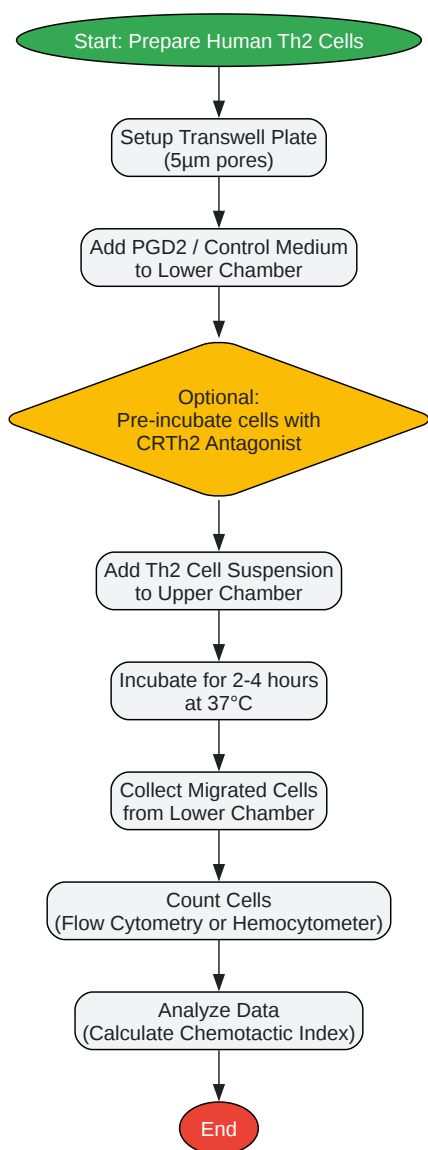 Start: Prepare Human Th2 Cells
Setup Transwell Plate
(5µm pores)
Add PGD2 / Control Medium
to Lower Chamber
Optional:
Pre-incubate cells with
CRTh2 Antagonist
Add Th2 Cell Suspension
to Upper Chamber
Incubate for 2-4 hours
at 37°C
Collect Migrated Cells
from Lower Chamber
Count Cells
(Flow Cytometry or Hemocytometer)
Analyze Data
(Calculate Chemotactic Index)
End